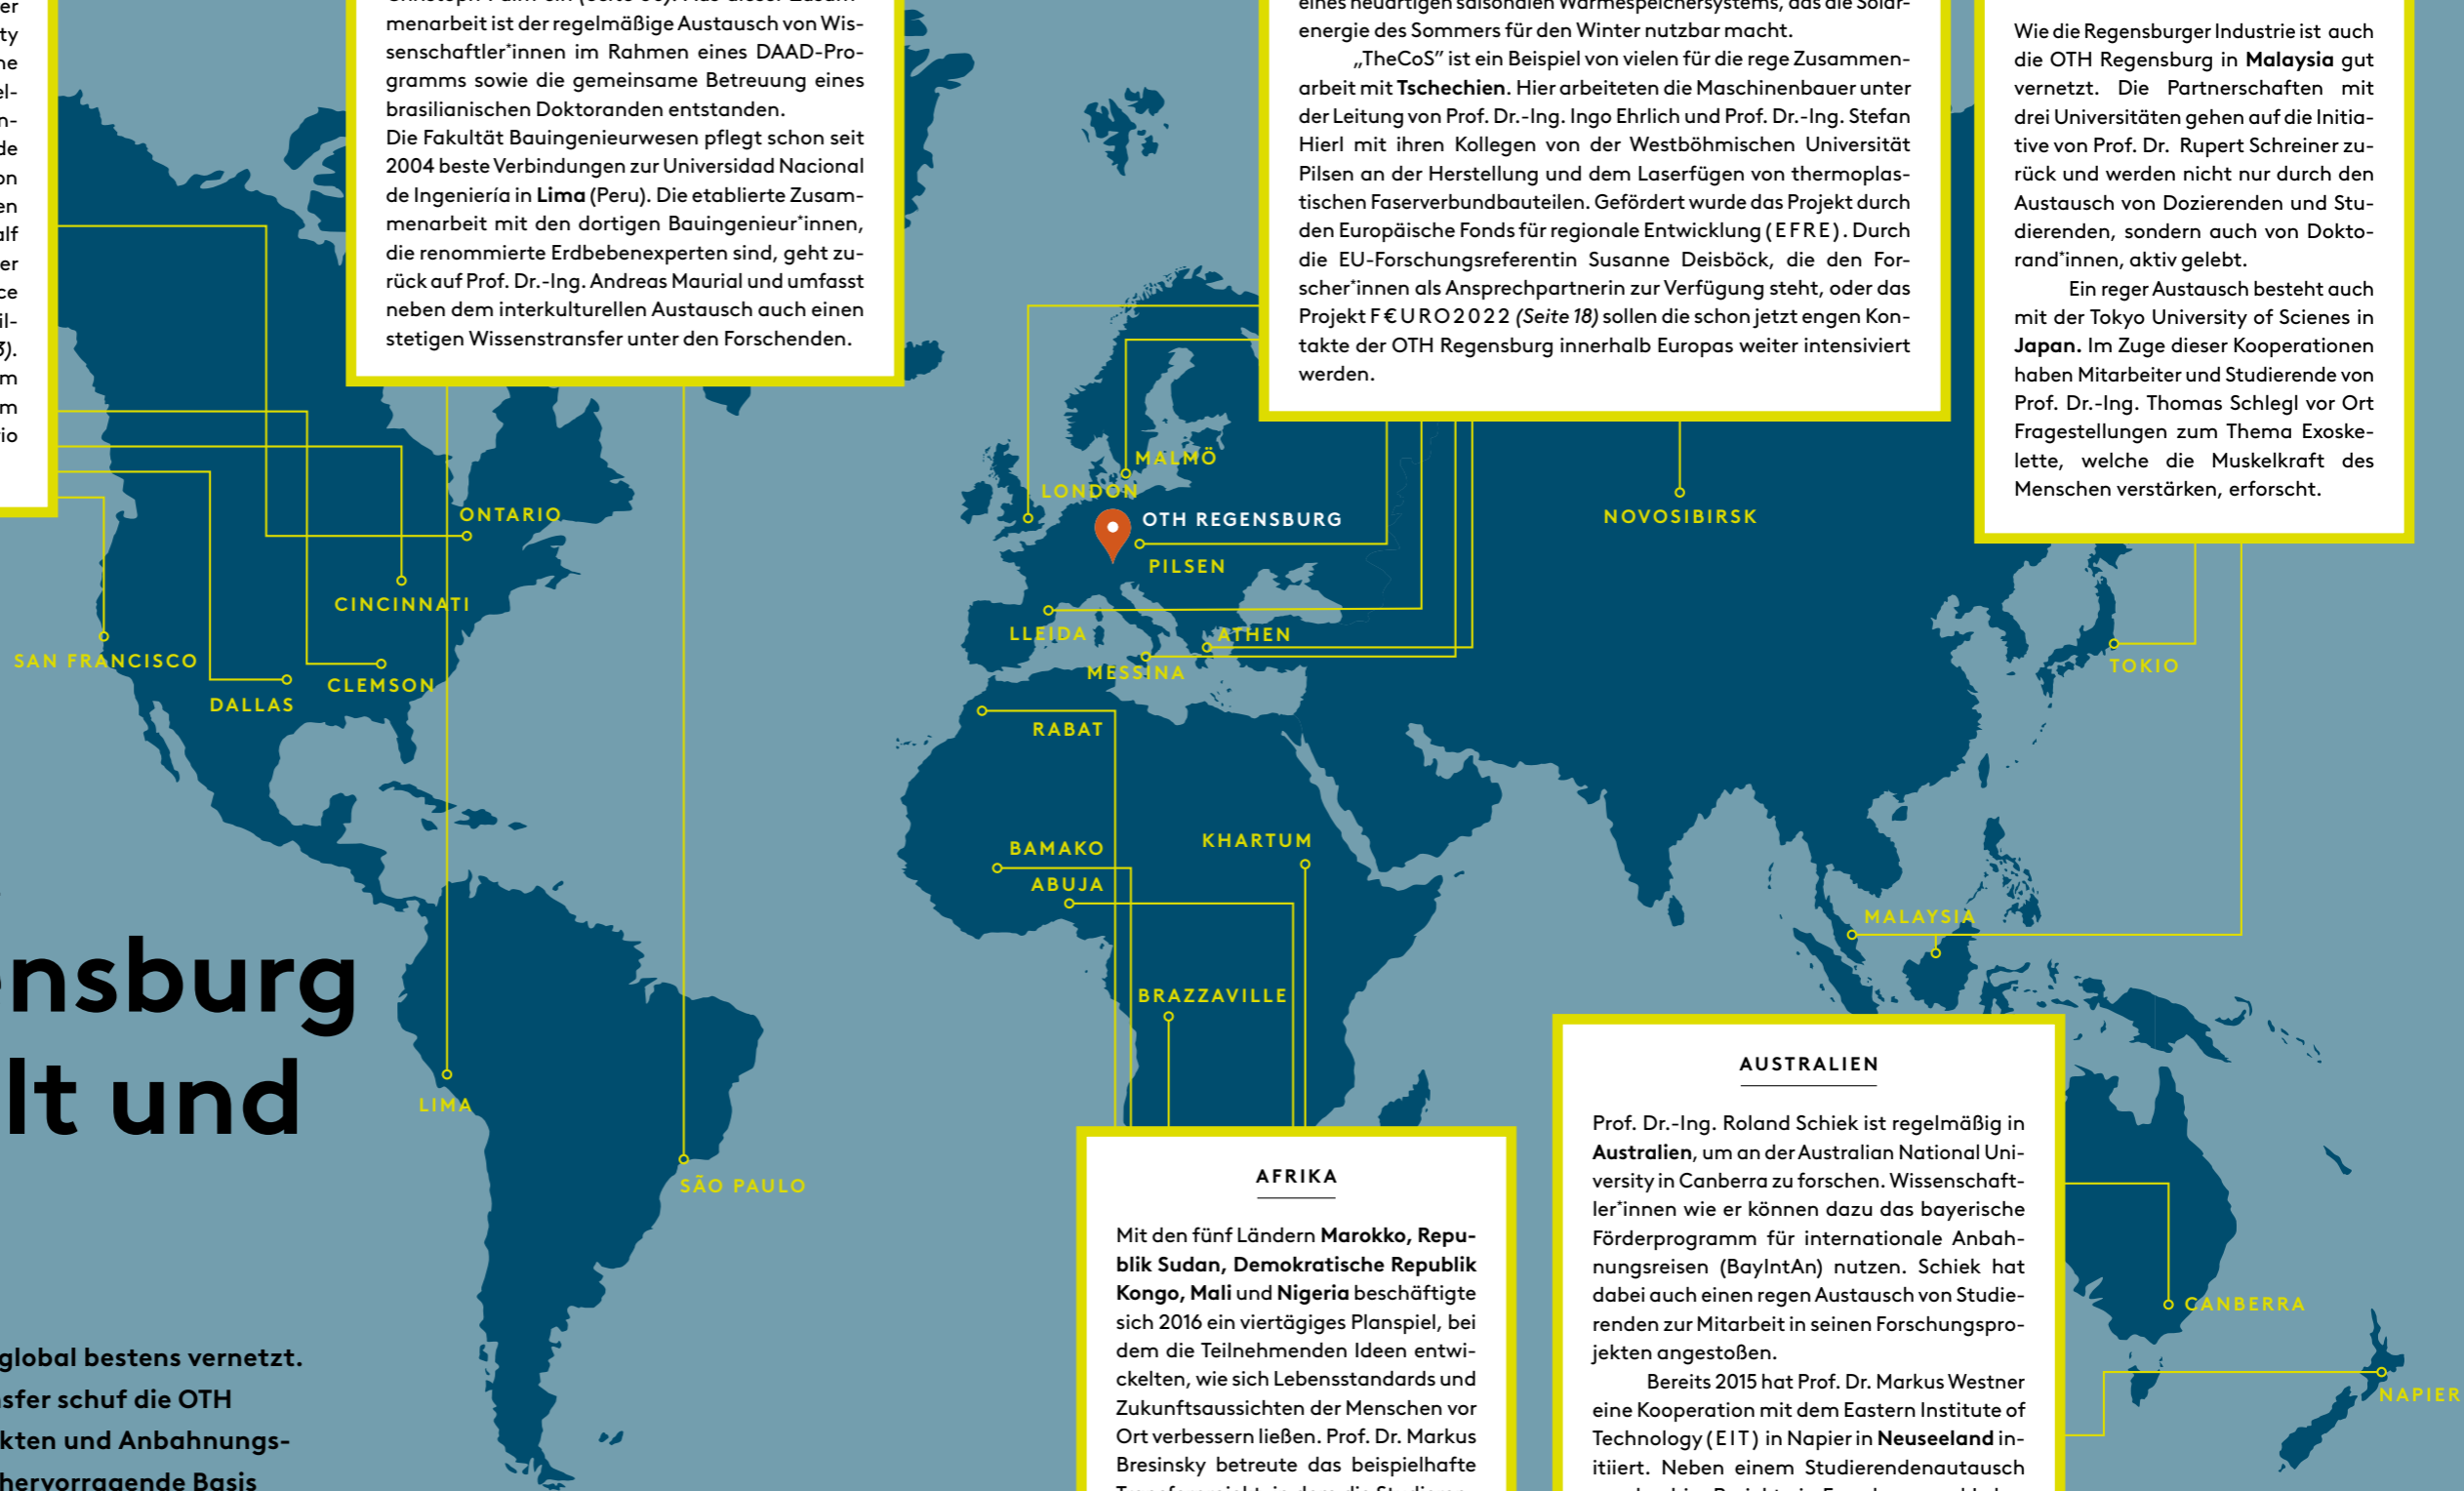 er
ty
ne
el-
n-
de
on
en
alf
er
ce
il-
3).
m
m
io
menarbeit ist der regelmäßige Austausch von Wis-
senschaftler*innen im Rahmen eines DAAD-Pro-
gramms sowie die gemeinsame Betreuung eines
brasilianischen Doktoranden entstanden.
Die Fakultät Bauingenieurwesen pflegt schon seit
2004 beste Verbindungen zur Universidad Nacional
de Ingeniería in Lima (Peru). Die etablierte Zusam-
menarbeit mit den dortigen Bauingenieur*innen,
die renommierte Erdbebenexperten sind, geht zu-
rück auf Prof. Dr.-Ing. Andreas Maurial und umfasst
neben dem interkulturellen Austausch auch einen
stetigen Wissenstransfer unter den Forschenden.
eines neuartigen saisonalen Wärmespeichersystems, das die Solar-
energie des Sommers für den Winter nutzbar macht.
„TheCoS" ist ein Beispiel von vielen für die rege Zusammen-
arbeit mit Tschechien. Hier arbeiteten die Maschinenbauer unter
der Leitung von Prof. Dr.-Ing. Ingo Ehrlich und Prof. Dr.-Ing. Stefan
Hierl mit ihren Kollegen von der Westböhmischen Universität
Pilsen an der Herstellung und dem Laserfügen von thermoplas-
tischen Faserverbundbauteilen. Gefördert wurde das Projekt durch
den Europäische Fonds für regionale Entwicklung (EFRE). Durch
die EU-Forschungsreferentin Susanne Deisböck, die den For-
scher*innen als Ansprechpartnerin zur Verfügung steht, oder das
Projekt F€URO2022 (Seite 18) sollen die schon jetzt engen Kon-
takte der OTH Regensburg innerhalb Europas weiter intensiviert
werden.
Wie die Regensburger Industrie ist auch
die OTH Regensburg in Malaysia gut
vernetzt. Die Partnerschaften mit
drei Universitäten gehen auf die Initia-
tive von Prof. Dr. Rupert Schreiner zu-
rück und werden nicht nur durch den
Austausch von Dozierenden und Stu-
dierenden, sondern auch von Dokto-
rand*innen, aktiv gelebt.
Ein reger Austausch besteht auch
mit der Tokyo University of Scienes in
Japan. Im Zuge dieser Kooperationen
haben Mitarbeiter und Studierende von
Prof. Dr.-Ing. Thomas Schlegl vor Ort
Fragestellungen zum Thema Exoske-
lette, welche die Muskelkraft des
Menschen verstärken, erforscht.
MALMÖ
LONDON
ONTARIO
OTH REGENSBURG
NOVOSIBIRSK
PILSEN
CINCINNATI
LLEIDA
ATHEN
SAN FRANCISCO
MESSINA
TOKIO
CLEMSON
DALLAS
RABAT
BAMAKO
KHARTUM
ABUJA
MALAYSIA
BRAZZAVILLE
ensburg
lt und
LIMA
SÃO PAULO
CANBERRA
NAPIER
global bestens vernetzt.
nsfer schuf die OTH
kten und Anbahnungs-
hervorragende Basis
AFRIKA
Mit den fünf Ländern Marokko, Repu-
blik Sudan, Demokratische Republik
Kongo, Mali und Nigeria beschäftigte
sich 2016 ein viertägiges Planspiel, bei
dem die Teilnehmenden Ideen entwi-
ckelten, wie sich Lebensstandards und
Zukunftsaussichten der Menschen vor
Ort verbessern ließen. Prof. Dr. Markus
Bresinsky betreute das beispielhafte
AUSTRALIEN
Prof. Dr.-Ing. Roland Schiek ist regelmäßig in
Australien, um an der Australian National Uni-
versity in Canberra zu forschen. Wissenschaft-
ler*innen wie er können dazu das bayerische
Förderprogramm für internationale Anbah-
nungsreisen (BayIntAn) nutzen. Schiek hat
dabei auch einen regen Austausch von Studie-
renden zur Mitarbeit in seinen Forschungspro-
jekten angestoßen.
Bereits 2015 hat Prof. Dr. Markus Westner
eine Kooperation mit dem Eastern Institute of
Technology (EIT) in Napier in Neuseeland in-
itiiert. Neben einem Studierendenautausch